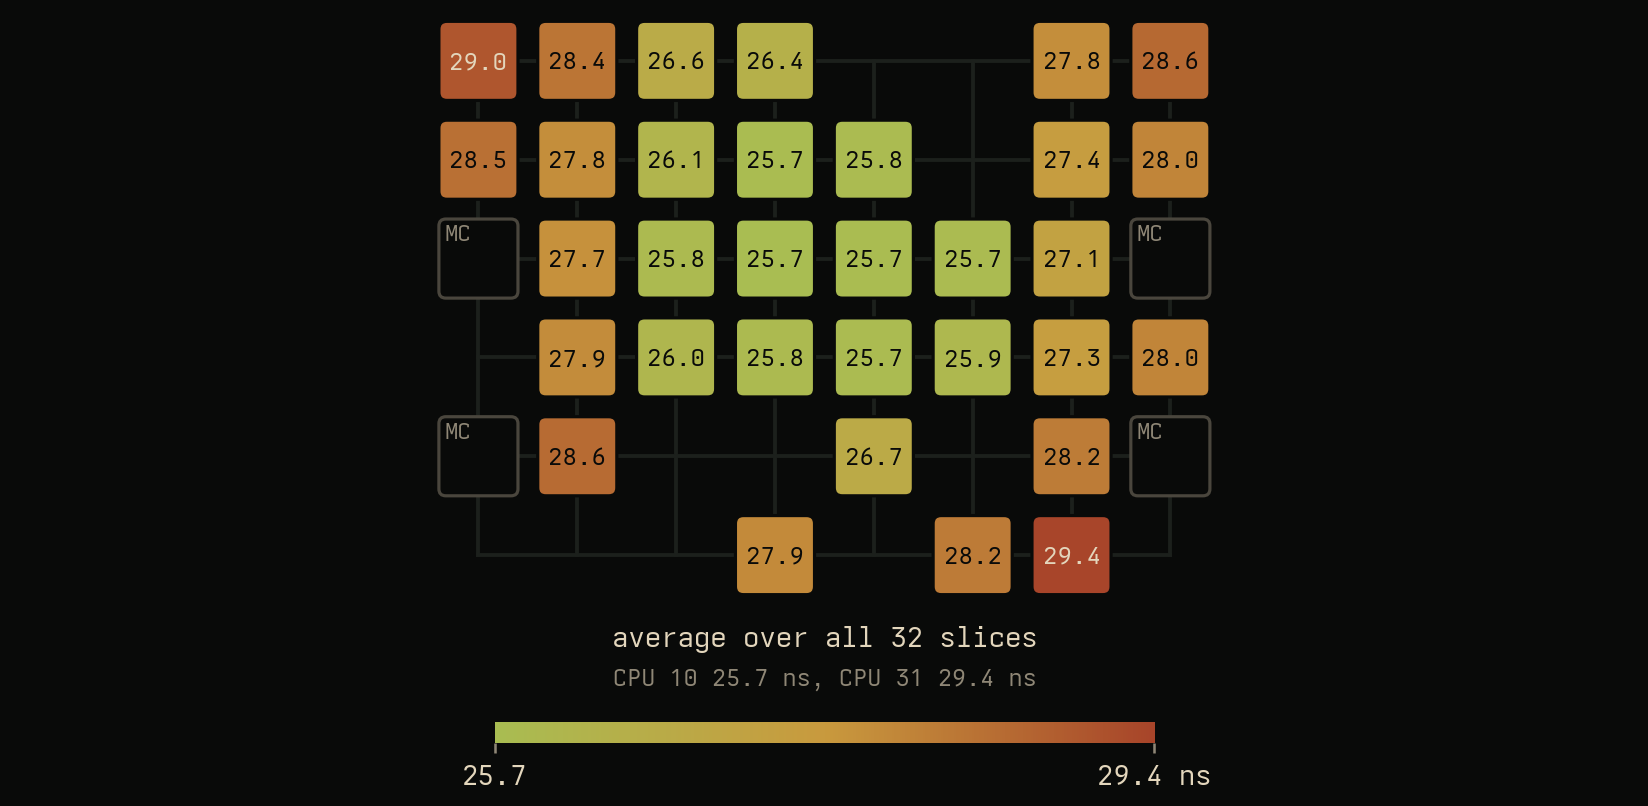 29.0 28.4 26.6 26.4 27.8 28.6
28.5 27.8 26.1 25.7 25.8 27.4 28.0
MC 27.7 25.8 25.7 25.7 25.7 27.1 MC
27.9 26.0 25.8 25.7 25.9 27.3 28.0
MC 28.6 26.7 28.2 MC
27.9 28.2 29.4
average over all 32 slices
CPU 10 25.7 ns, CPU 31 29.4 ns
25.7 29.4 ns